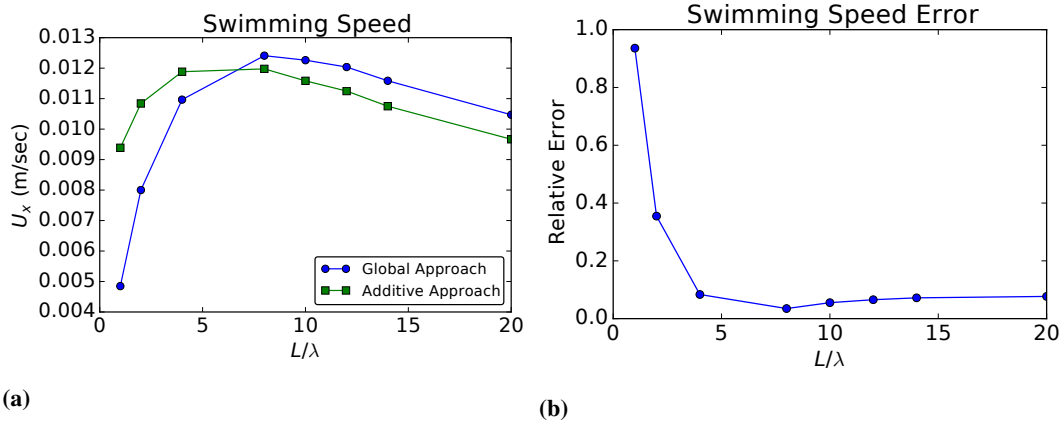 Swimming Speed
0.013
0.012
0.011
0.010
0.009
0.008
0.007
0.006
0.005
0.004
U_x (m/sec)
Global Approach
Additive Approach
0 5 10 15 20
L/λ
(a)
Swimming Speed Error
1.0
0.8
0.6
0.4
0.2
0.0
Relative Error
0 5 10 15 20
L/λ
(b)